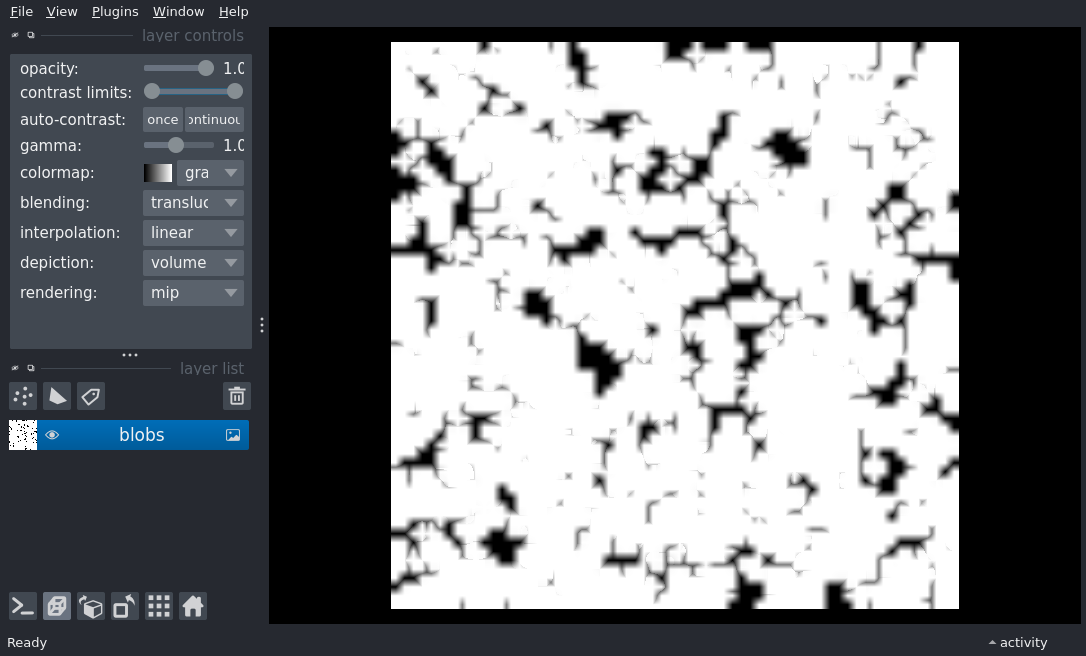 File View Plugins Window Help
layer controls
opacity: 1.0
contrast limits:
auto-contrast: once ontinuou
gamma: 1.0
colormap: gra
blending: transluc
interpolation: linear
depiction: volume
rendering: mip
layer list
blobs
Ready
activity